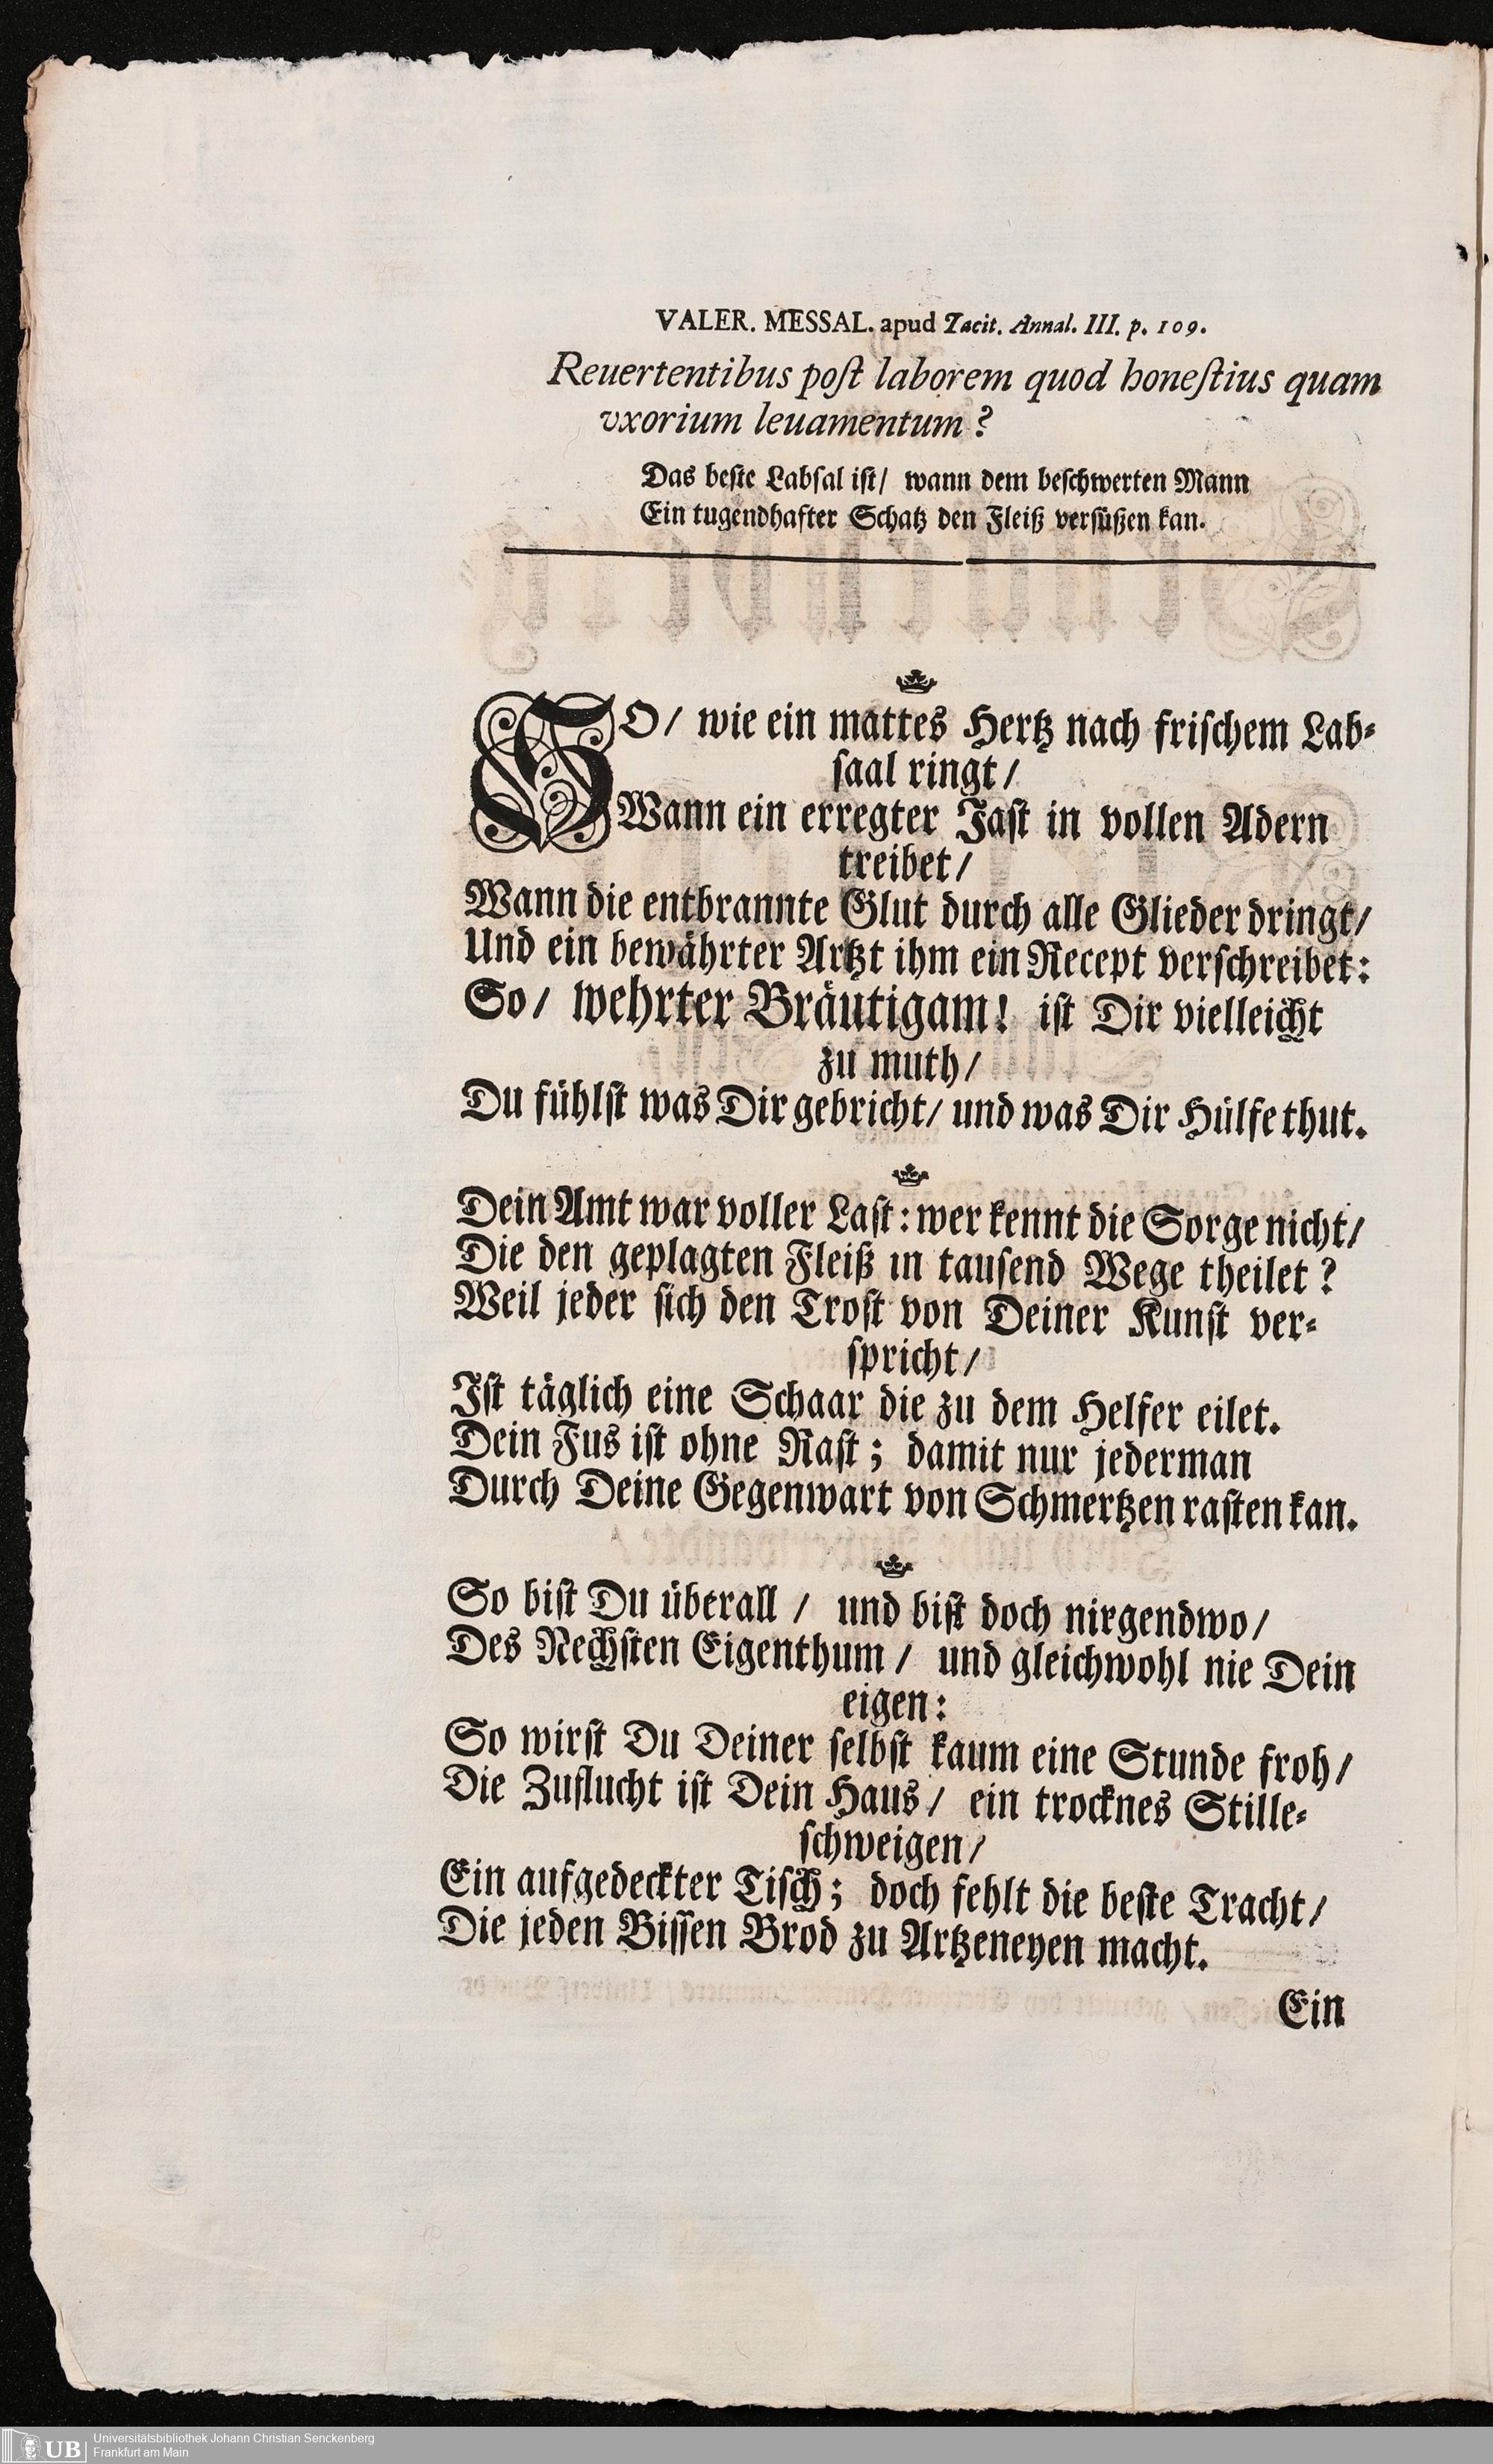 VALER. MESSAL. apud Tacit. Annal. III. p. 109.
Reuertentibus poſt laborem quod honeſtius quam
vxorium leuamentum?
Das beſte Labſal iſt/ wann dem beſchwerten Mann
Ein tugendhafter Schatz den Fleiß verſüßen kan.
SO/ wie ein mattes Hertz nach friſchem Lab-
ſaal ringt/
Wann ein erregter Jaſt in vollen Adern
treibet/
Wann die entbrannte Glut durch alle Glieder dringt/
Und ein bewährter Artzt ihm ein Recept verſchreibet:
So/ wehrter Bräutigam! iſt Dir vielleicht
zu muth/
Du fühlſt was Dir gebricht/ und was Dir Hülfe thut.
Dein Amt war voller Laſt: wer kennt die Sorge nicht/
Die den geplagten Fleiß in tauſend Wege theilet?
Weil jeder ſich den Troſt von Deiner Kunſt ver-
ſpricht/
Iſt täglich eine Schaar die zu dem Helfer eilet.
Dein Fus iſt ohne Raſt; damit nur jederman
Durch Deine Gegenwart von Schmertzen raſten kan.
So biſt Du überall / und biſt doch nirgendwo/
Des Nechſten Eigenthum / und gleichwohl nie Dein
eigen:
So wirſt Du Deiner ſelbſt kaum eine Stunde froh/
Die Zuflucht iſt Dein Haus/ ein trocknes Stille-
ſchweigen/
Ein aufgedeckter Tiſch; doch fehlt die beſte Tracht/
Die jeden Biſſen Brod zu Artzeneyen macht.
Ein
UB
Universitätsbibliothek Johann Christian Senckenberg
Frankfurt am Main